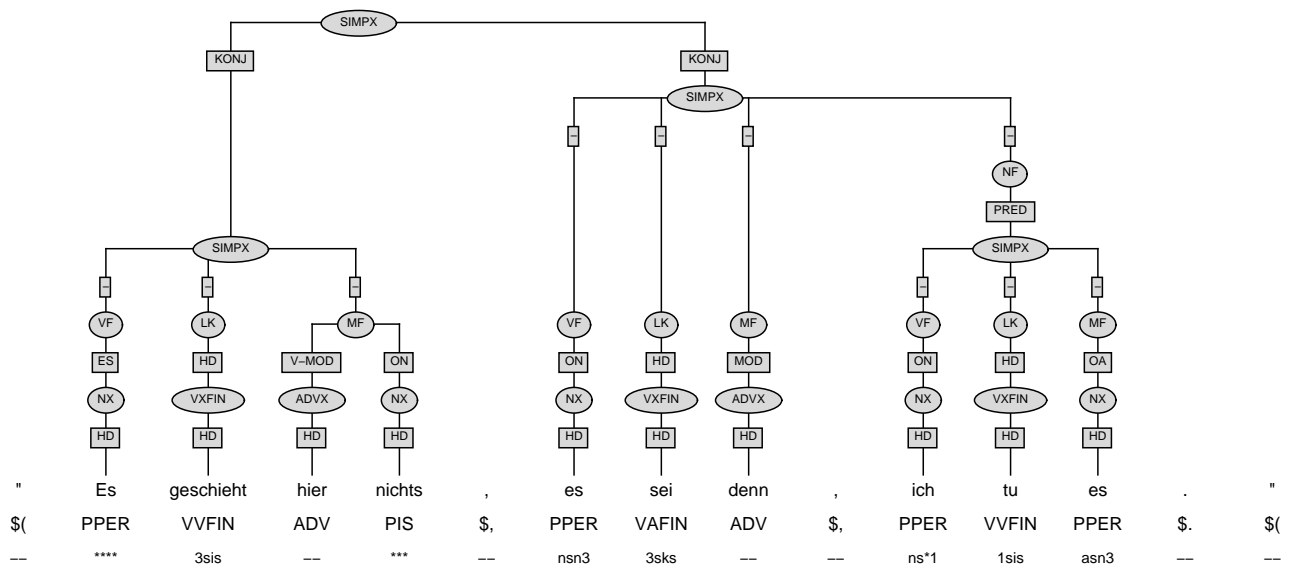 SIMPX
KONJ KONJ
SIMPX
– – – –
NF
PRED
SIMPX SIMPX
– – – – – –
VF LK MF VF LK MF VF LK MF
ES HD V–MOD ON ON HD MOD ON HD OA
NX VXFIN ADVX NX NX VXFIN ADVX NX VXFIN NX
HD HD HD HD HD HD HD HD HD HD
" Es geschieht hier nichts , es sei denn , ich tu es . "
$( PPER VVFIN ADV PIS $, PPER VAFIN ADV $, PPER VVFIN PPER $. $(
–– **** 3sis –– *** –– nsn3 3sks –– –– ns*1 1sis asn3 –– ––